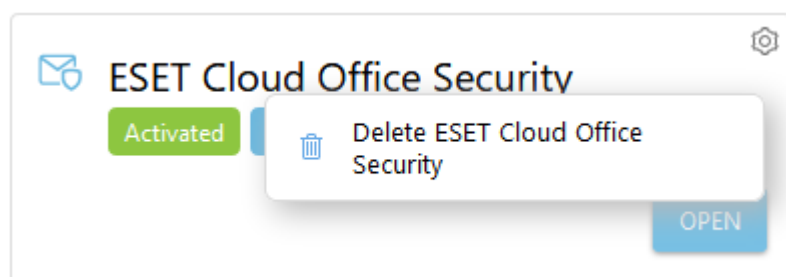 ESET Cloud Office Security
Activated
Delete ESET Cloud Office
Security
OPEN